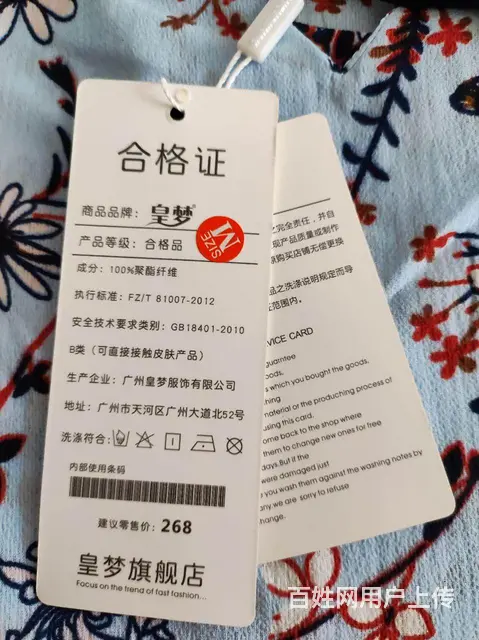 合格证
商品品牌：皇梦
产品等级：合格品
SIZE
M
成分：100%聚酯纤维
执行标准：FZ/T 81007-2012
安全技术要求类别：GB18401-2010
B类（可直接接触皮肤产品）
生产企业：广州皇梦服饰有限公司
地址：广州市天河区广州大道北52号
洗涤符合：
内部使用条码
建议零售价：268
皇梦旗舰店
Focus on the trend of fast fashion...
完全责任，并自
产品质量或制作
购买店铺无偿更换
品之洗涤说明规定而导
范围内。
VICE CARD
guarntee
ods,
s which you bought the goods,
hing
material or the produching process of
using this card.
ome back to the shop where
them to change new ones for free
days.But if the
were damaged just
you wash them against the washing notes by
any we are sorry to refuse
hange.
百姓网用户上传